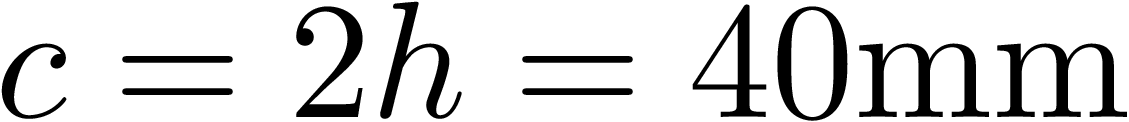 c = 2h = 40mm